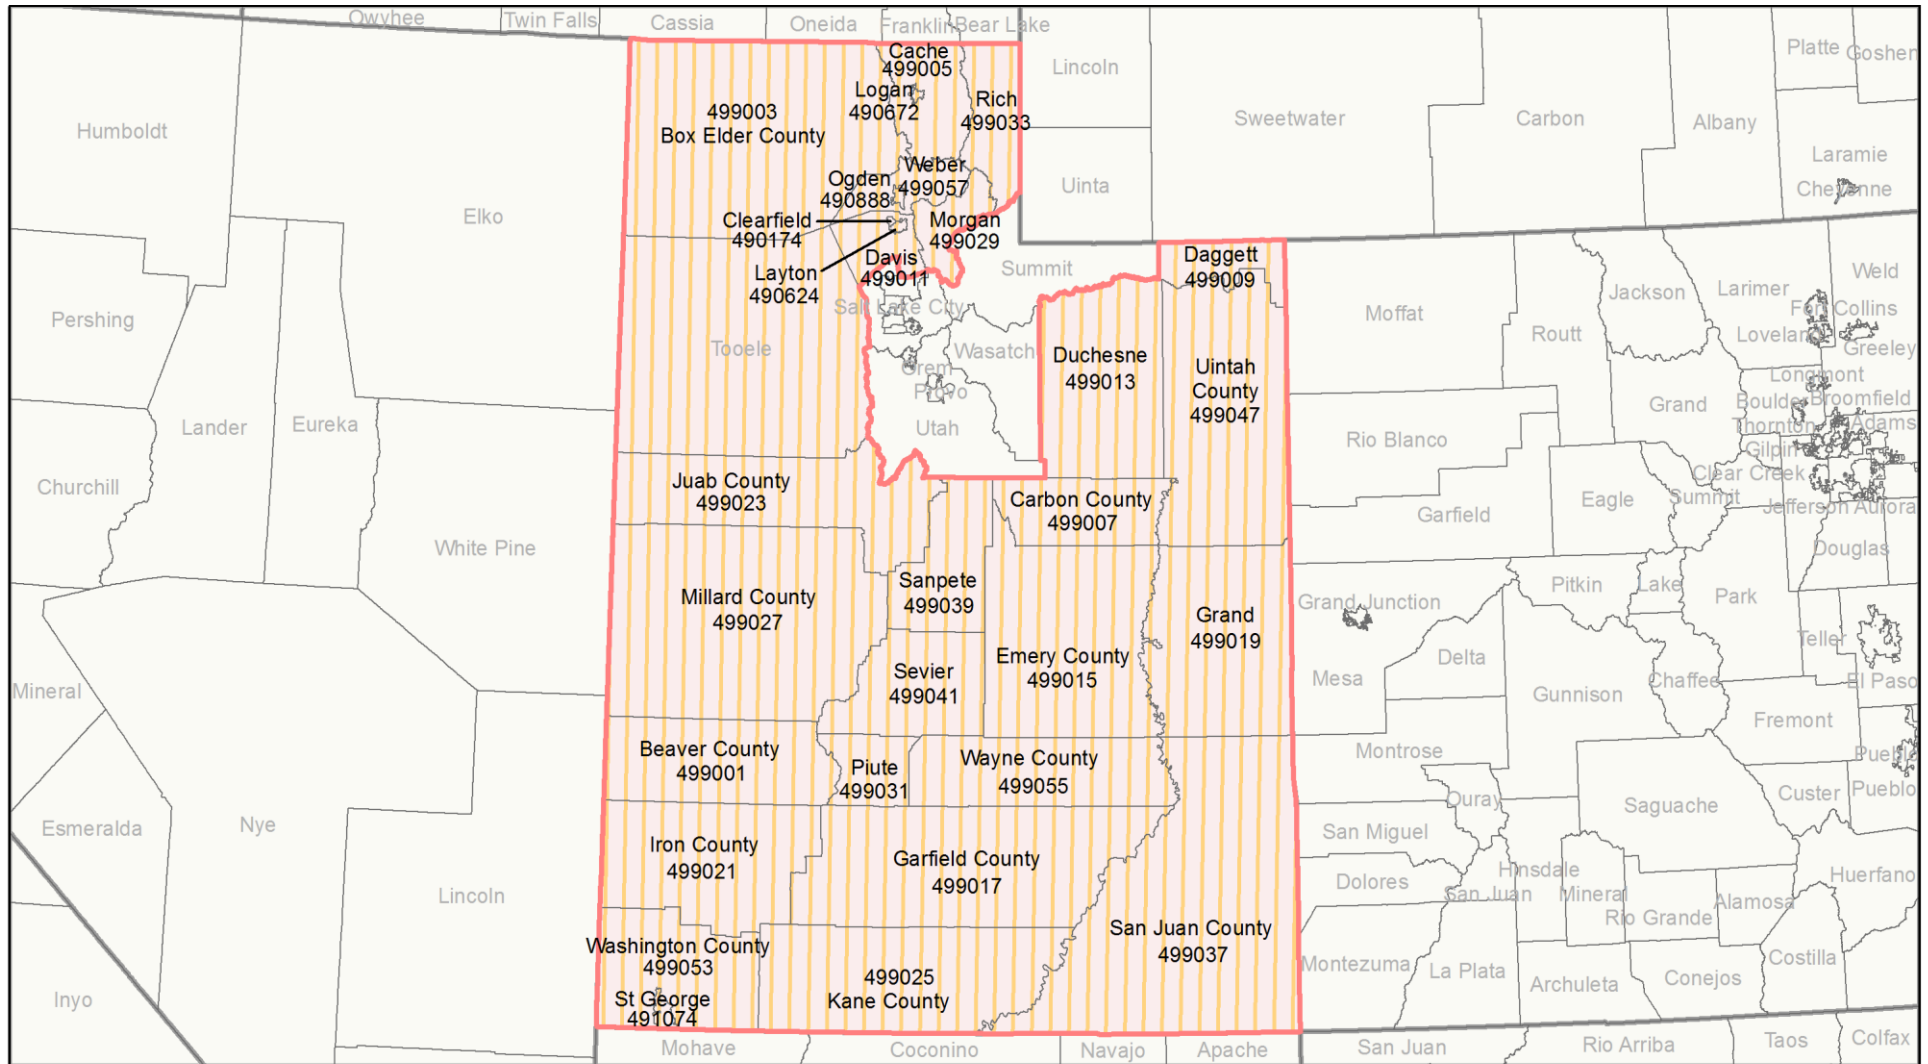 Owyhee
Twin Falls
Cassia
Oneida
Franklin
Bear Lake
Platte
Goshen
Lincoln
Cache
499005
Logan
490672
Rich
499033
499003
Box Elder County
Humboldt
Sweetwater
Carbon
Albany
Laramie
Cheyenne
Uinta
Weber
499057
Ogden
490888
Elko
Clearfield
490174
Morgan
499029
Davis
499011
Layton
490624
Summit
Daggett
499009
Salt Lake City
Moffat
Routt
Jackson
Larimer
Weld
Fort Collins
Loveland
Greeley
Pershing
Tooele
Wasatch
Orem
Provo
Utah
Duchesne
499013
Uintah
County
499047
Longmont
Boulder
Broomfield
Thornton
Adams
Grand
Gilpin
Clear Creek
Summit
Jefferson
Aurora
Lander
Eureka
Rio Blanco
Churchill
Juab County
499023
Carbon County
499007
Garfield
Eagle
Douglas
White Pine
Millard County
499027
Sanpete
499039
Grand
499019
Grand Junction
Pitkin
Lake
Park
Teller
Emery County
499015
Sevier
499041
Mesa
Delta
Gunnison
Chaffee
El Paso
Mineral
Fremont
Beaver County
499001
Piute
499031
Wayne County
499055
Montrose
Pueblo
Pueblo
Ouray
Saguache
Custer
Esmeralda
Nye
Iron County
499021
Garfield County
499017
San Miguel
Dolores
San Juan
Hinsdale
Mineral
Rio Grande
Alamosa
Huerfano
Lincoln
Washington County
499053
San Juan County
499037
Montezuma
La Plata
Archuleta
Conejos
Costilla
St George
491074
499025
Kane County
Inyo
Mohave
Coconino
Navajo
Apache
San Juan
Rio Arriba
Taos
Colfax